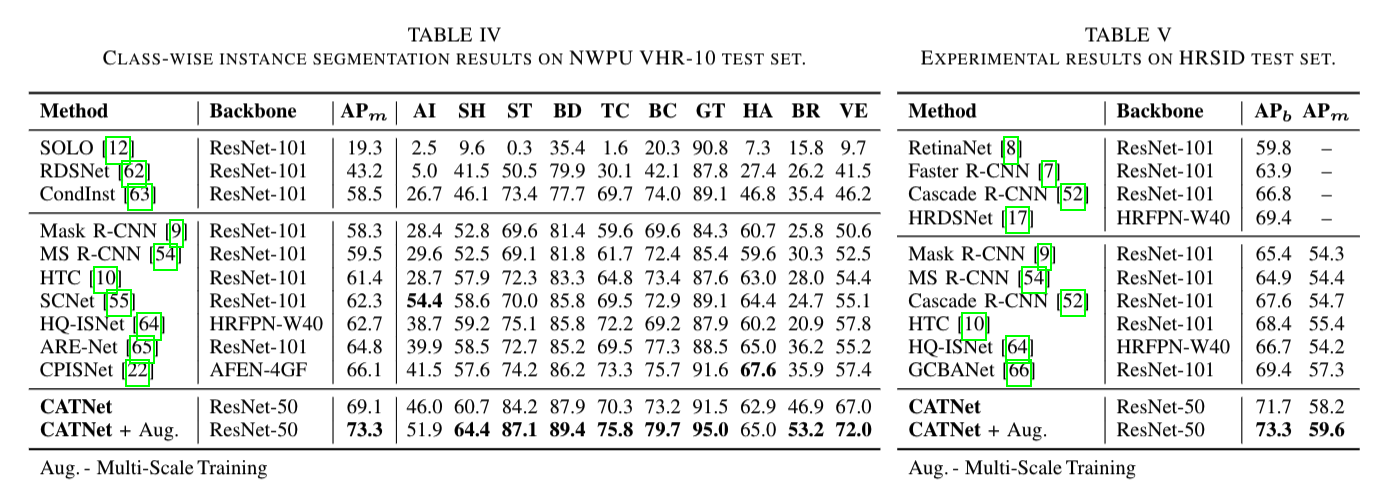 TABLE IV
CLASS-WISE INSTANCE SEGMENTATION RESULTS ON NWPU VHR-10 TEST SET.
Method Backbone APm AI SH ST BD TC BC GT HA BR VE
SOLO [12] ResNet-101 19.3 2.5 9.6 0.3 35.4 1.6 20.3 90.8 7.3 15.8 9.7
RDSNet [62] ResNet-101 43.2 5.0 41.5 50.5 79.9 30.1 42.1 87.8 27.4 26.2 41.5
CondInst [63] ResNet-101 58.5 26.7 46.1 73.4 77.7 69.7 74.0 89.1 46.8 35.4 46.2
Mask R-CNN [9] ResNet-101 58.3 28.4 52.8 69.6 81.4 59.6 69.6 84.3 60.7 25.8 50.6
MS R-CNN [54] ResNet-101 59.5 29.6 52.5 69.1 81.8 61.7 72.4 85.4 59.6 30.3 52.5
HTC [10] ResNet-101 61.4 28.7 57.9 72.3 83.3 64.8 73.4 87.6 63.0 28.0 54.4
SCNet [55] ResNet-101 62.3 54.4 58.6 70.0 85.8 69.5 72.9 89.1 64.4 24.7 55.1
HQ-ISNet [64] HRFPN-W40 62.7 38.7 59.2 75.1 85.8 72.2 69.2 87.9 60.2 20.9 57.8
ARE-Net [65] ResNet-101 64.8 39.9 58.5 72.7 85.2 69.5 77.3 88.5 65.0 36.2 55.2
CPISNet [22] AFEN-4GF 66.1 41.5 57.6 74.2 86.2 73.3 75.7 91.6 67.6 35.9 57.4
CATNet ResNet-50 69.1 46.0 60.7 84.2 87.9 70.3 73.2 91.5 62.9 46.9 67.0
CATNet + Aug. ResNet-50 73.3 51.9 64.4 87.1 89.4 75.8 79.7 95.0 65.0 53.2 72.0
Aug. - Multi-Scale Training
TABLE V
EXPERIMENTAL RESULTS ON HRSID TEST SET.
Method Backbone APb APm
RetinaNet [8] ResNet-101 59.8 –
Faster R-CNN [7] ResNet-101 63.9 –
Cascade R-CNN [52] ResNet-101 66.8 –
HRDSNet [17] HRFPN-W40 69.4 –
Mask R-CNN [9] ResNet-101 65.4 54.3
MS R-CNN [54] ResNet-101 64.9 54.4
Cascade R-CNN [52] ResNet-101 67.6 54.7
HTC [10] ResNet-101 68.4 55.4
HQ-ISNet [64] HRFPN-W40 66.7 54.2
GCBANet [66] ResNet-101 69.4 57.3
CATNet ResNet-50 71.7 58.2
CATNet + Aug. ResNet-50 73.3 59.6
Aug. - Multi-Scale Training